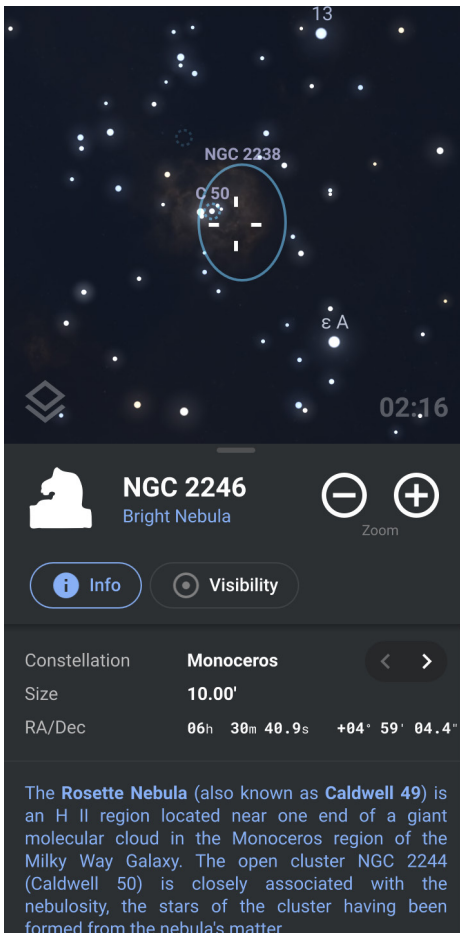 13
NGC 2238
C 50
ε A
02:16
NGC 2246
Bright Nebula
Zoom
Info
Visibility
Constellation Monoceros
Size 10.00'
RA/Dec 06h 30m 40.9s +04° 59' 04.4"
The Rosette Nebula (also known as Caldwell 49) is
an H II region located near one end of a giant
molecular cloud in the Monoceros region of the
Milky Way Galaxy. The open cluster NGC 2244
(Caldwell 50) is closely associated with the
nebulosity, the stars of the cluster having been
formed from the nebula's matter.